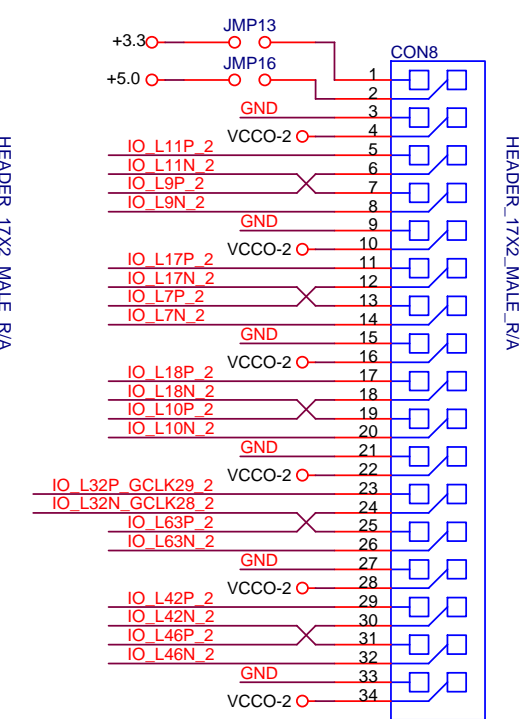 JMP13
+3.3
CON8
JMP16
+5.0
1
2
GND 3
VCCO-2 4
IO_L11P_2 5
IO_L11N_2 6
IO_L9P_2 7
IO_L9N_2 8
GND 9
VCCO-2 10
IO_L17P_2 11
IO_L17N_2 12
IO_L7P_2 13
IO_L7N_2 14
GND 15
VCCO-2 16
IO_L18P_2 17
IO_L18N_2 18
IO_L10P_2 19
IO_L10N_2 20
GND 21
VCCO-2 22
IO_L32P_GCLK29_2 23
IO_L32N_GCLK28_2 24
IO_L63P_2 25
IO_L63N_2 26
GND 27
VCCO-2 28
IO_L42P_2 29
IO_L42N_2 30
IO_L46P_2 31
IO_L46N_2 32
GND 33
VCCO-2 34
HEADER_17X2_MALE_R/A
HEADER_17X2_MALE_R/A